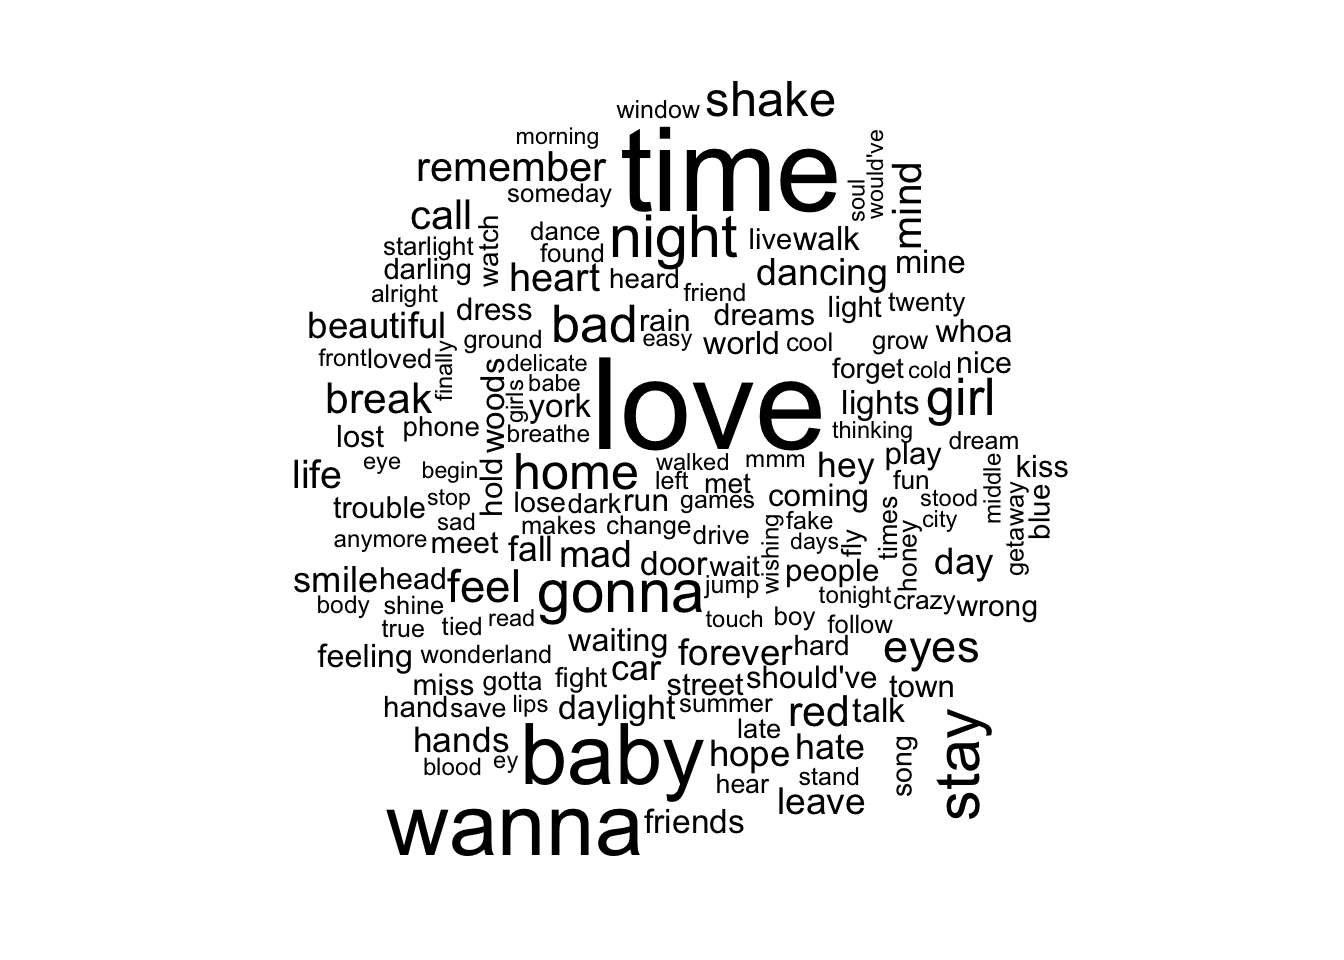 window shake
morning
remember time
someday soul would've mind
call
starlight watch dance night live walk
found
darling heart heard dancing mine
alright friend
dress light twenty
beautiful bad rain dreams
ground easy world cool grow whoa
front loved finally delicate love forget cold nice
babe
break woods girls york lights girl
lost phone breathe thinking dream
life eye begin hold home walked mmm hey play middle kiss
left met fun
trouble stop lose dark run games coming stood getaway blue
sad makes change drive wishing fake times city
anymore meet fall mad days fly honey
door wait people day
smile head feel gonna jump
body shine tonight crazy wrong
true tied read touch boy follow
feeling wonderland waiting forever hard eyes
miss gotta fight car street should've town
hand save lips daylight summer red talk stay
hands baby late hope hate song
blood ey
hear stand
wanna friends leave